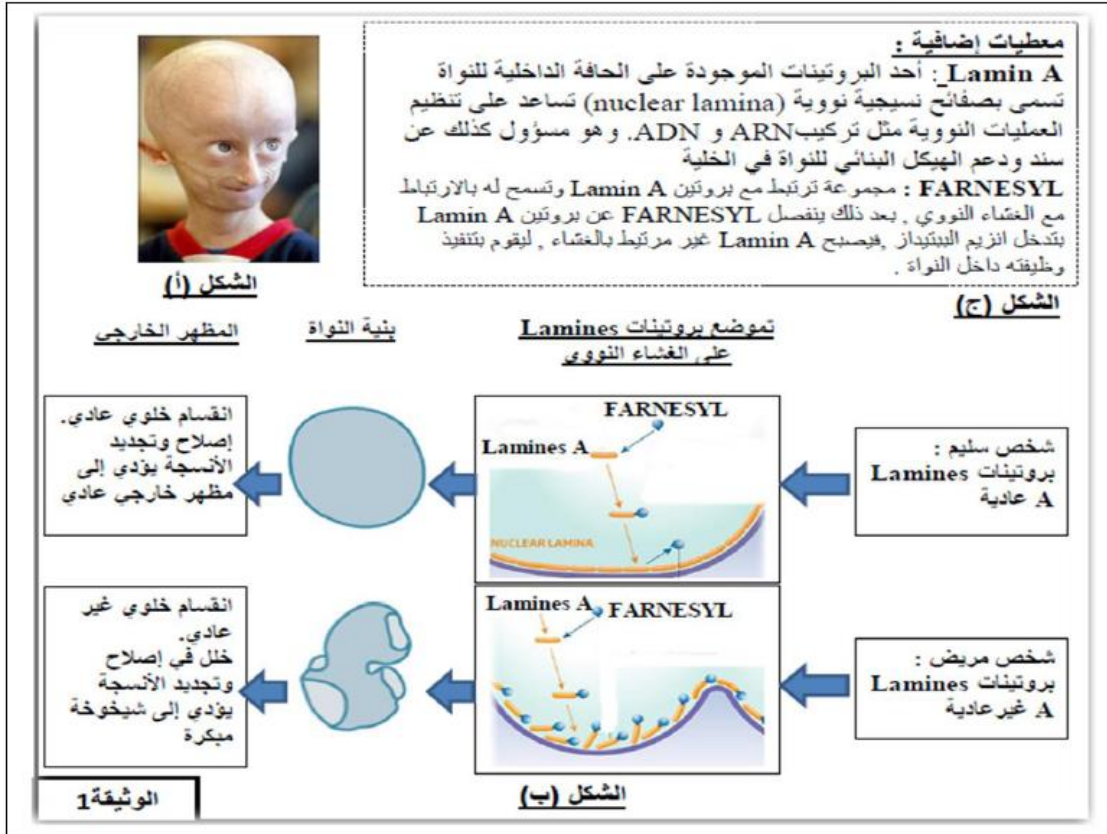 معطيات إضافية :
Lamin A : أحد البروتينات الموجودة على الحافة الداخلية للنواة
تسمى بصفائح نسيجية نووية (nuclear lamina) تساعد على تنظيم
العمليات النووية مثل تركيب ARN و ADN. وهو مسؤول كذلك عن
سند ودعم الهيكل البنائي للنواة في الخلية
FARNESYL : مجموعة ترتبط مع بروتين Lamin A وتسمح له بالارتباط
مع الغشاء النووي , بعد ذلك ينفصل FARNESYL عن بروتين Lamin A
بتدخل انزيم الببتيداز ,فيصبح Lamin A غير مرتبط بالغشاء , ليقوم بتنفيذ
وظيفته داخل النواة .
الشكل (ج)
الشكل (أ)
تموضع بروتينات Lamines
على الغشاء النووي
بنية النواة
المظهر الخارجي
شخص سليم :
بروتينات Lamines
A عادية
FARNESYL
Lamines A
NUCLEAR LAMINA
انقسام خلوي عادي.
إصلاح وتجديد
الأنسجة يؤدي إلى
مظهر خارجي عادي
شخص مريض :
بروتينات Lamines
A غير عادية
Lamines A
FARNESYL
انقسام خلوي غير
عادي.
خلل في إصلاح
وتجديد الأنسجة
يؤدي إلى شيخوخة
مبكرة
الشكل (ب)
الوثيقة1